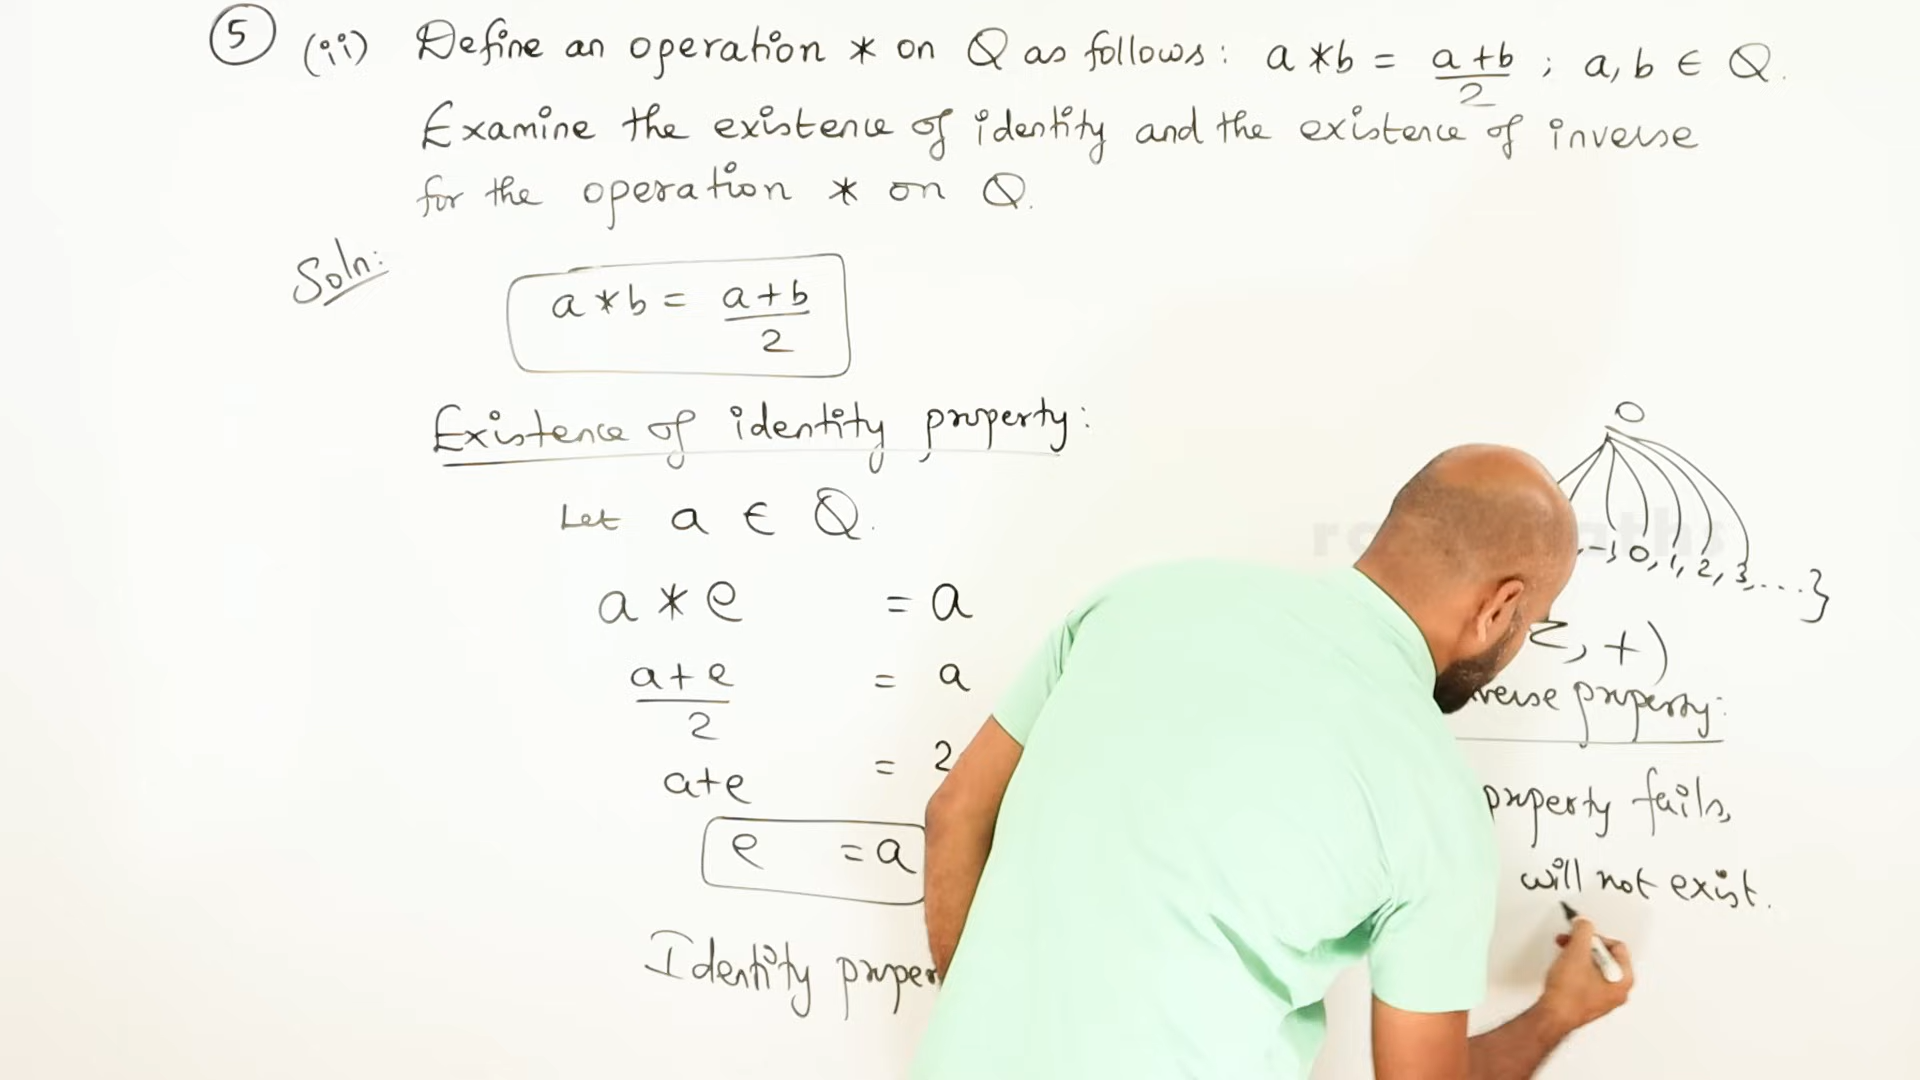 5 (ii) Define an operation * on Q as follows: a * b = a+b/2 ; a, b ∈ Q.
Examine the existence of identity and the existence of inverse
for the operation * on Q.
Soln:
a * b = a+b/2
Existence of identity property:
Let a ∈ Q.
a * e = a
a+e/2 = a
a+e = 2
e = a
Identity proper
0
-1, 0, 1, 2, 3, ...}
, +)
property:
property fails,
will not exist.